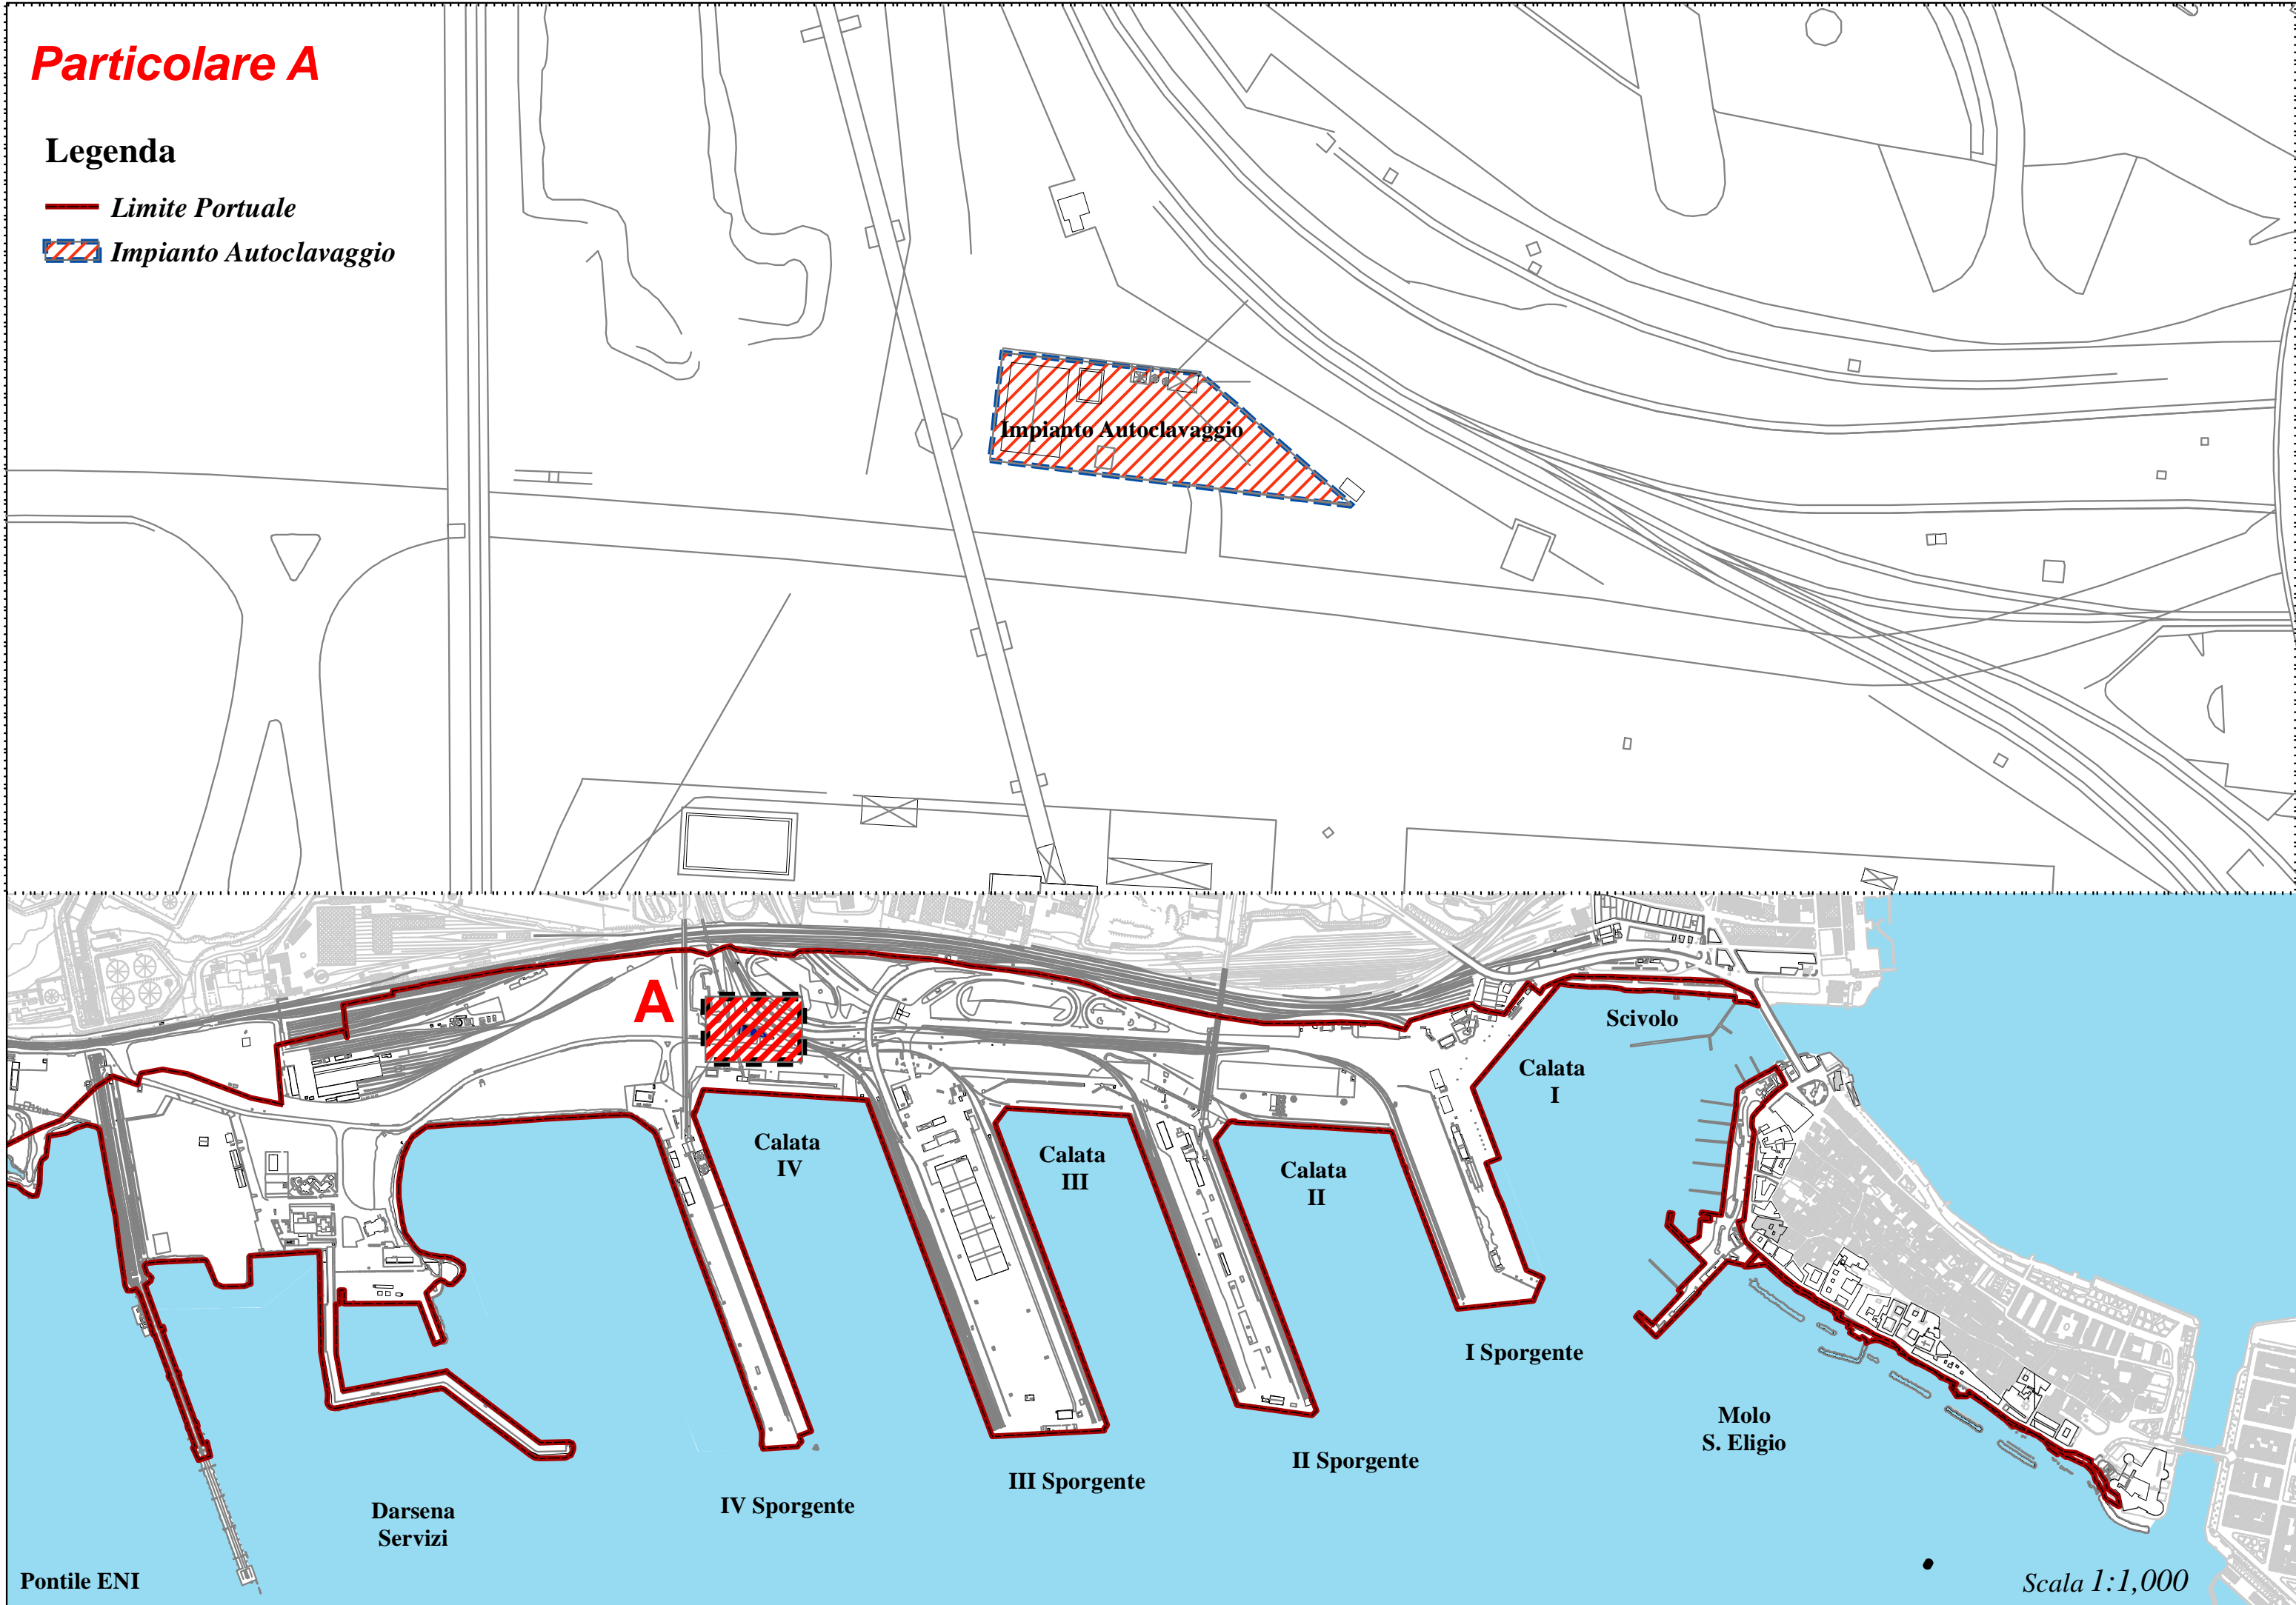 Particolare A
Legenda
Limite Portuale
Impianto Autoclavaggio
Impianto Autoclavaggio
A
Scivolo
Calata
I
Calata
IV
Calata
III
Calata
II
I Sporgente
Molo
S. Eligio
II Sporgente
III Sporgente
IV Sporgente
Darsena
Servizi
Pontile ENI
Scala 1:1,000